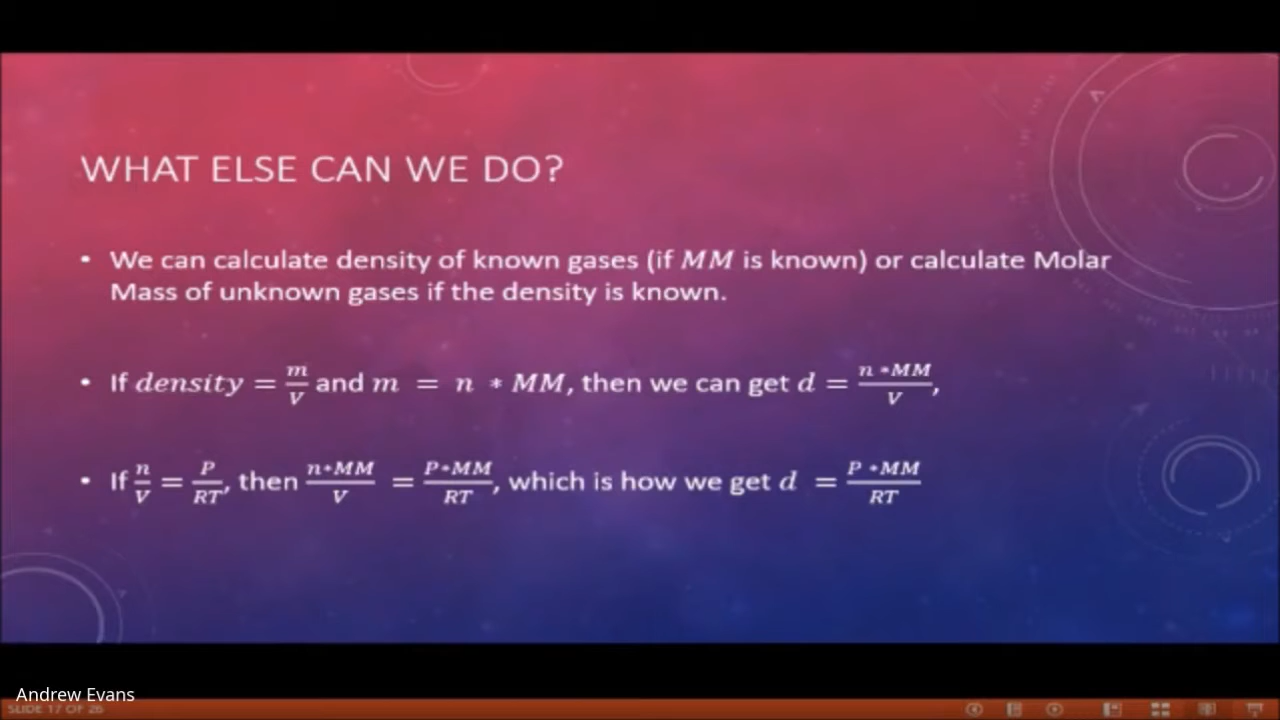 WHAT ELSE CAN WE DO?
• We can calculate density of known gases (if MM is known) or calculate Molar
Mass of unknown gases if the density is known.
• If density = m/V and m = n * MM, then we can get d = n*MM/V,
• If n/V = P/RT, then n*MM/V = P*MM/RT, which is how we get d = P*MM/RT
Andrew Evans
SLIDE 17 OF 26